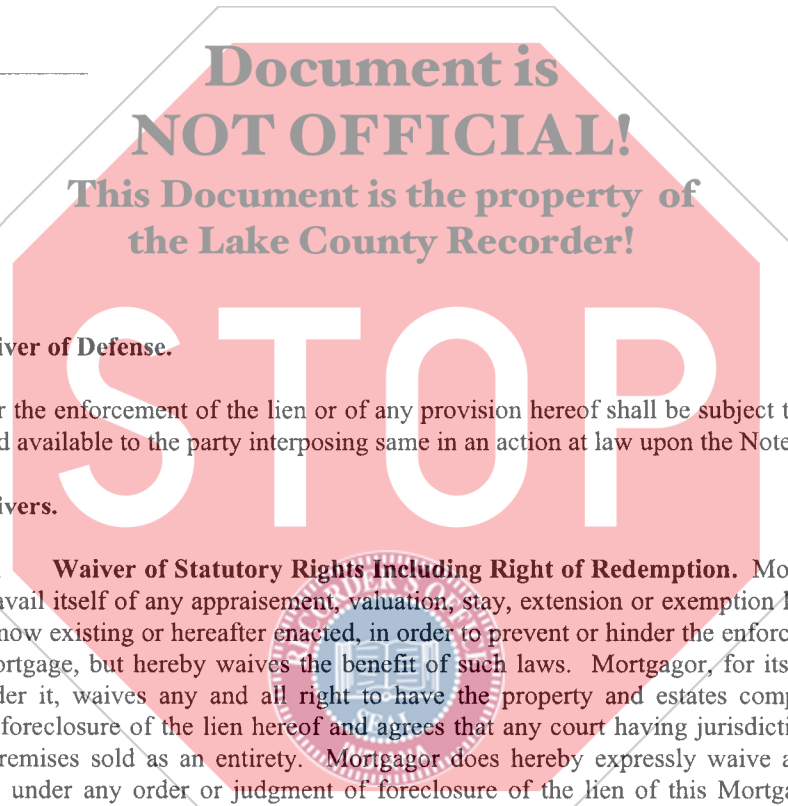 Document is
NOT OFFICIAL!
This Document is the property of
the Lake County Recorder!
STOP
iver of Defense.
r the enforcement of the lien or of any provision hereof shall be subject t
d available to the party interposing same in an action at law upon the Note
ivers.
Waiver of Statutory Rights Including Right of Redemption. Mo
avail itself of any appraisement, valuation, stay, extension or exemption l
now existing or hereafter enacted, in order to prevent or hinder the enforc
ortgage, but hereby waives the benefit of such laws. Mortgagor, for its
der it, waives any and all right to have the property and estates comp
foreclosure of the lien hereof and agrees that any court having jurisdicti
remises sold as an entirety. Mortgagor does hereby expressly waive a
under any order or judgment of foreclosure of the lien of this Mortga
RECORDER'S OFFICE
SEAL
INDIANA